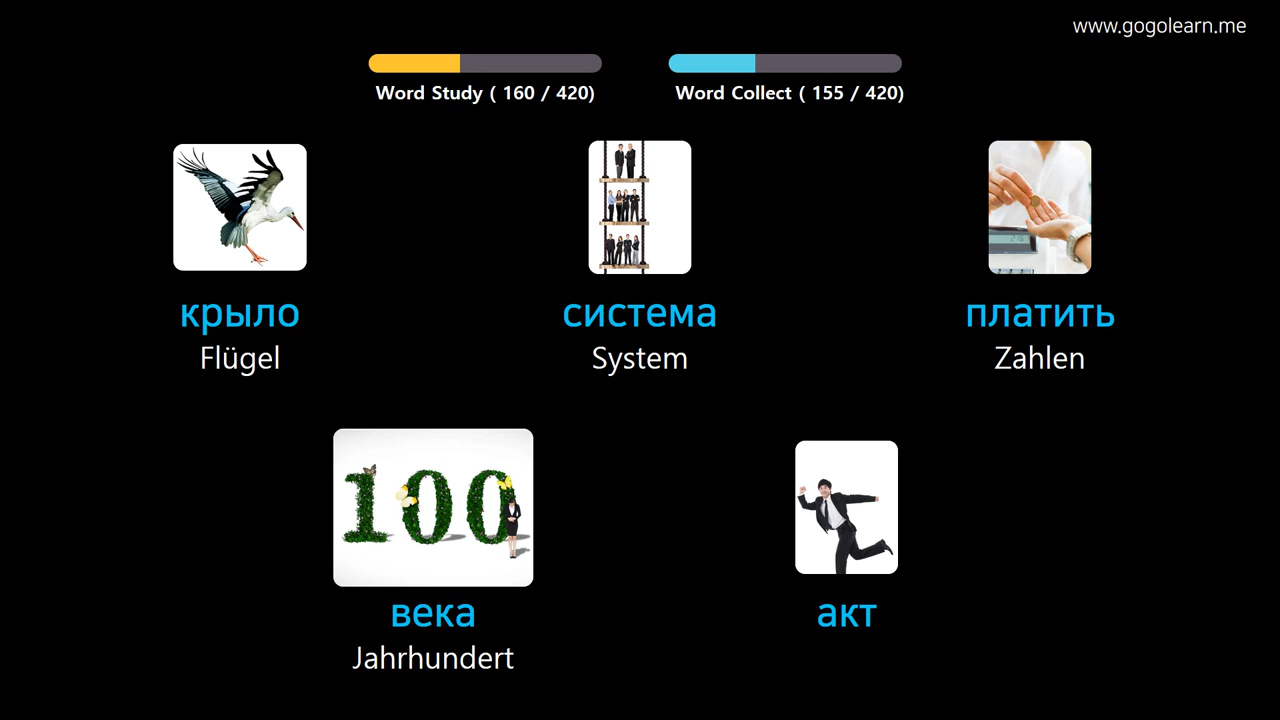 www.gogolearn.me
Word Study ( 160 / 420)
Word Collect ( 155 / 420)
крыло
Flügel
система
System
платить
Zahlen
100
века
Jahrhundert
акт